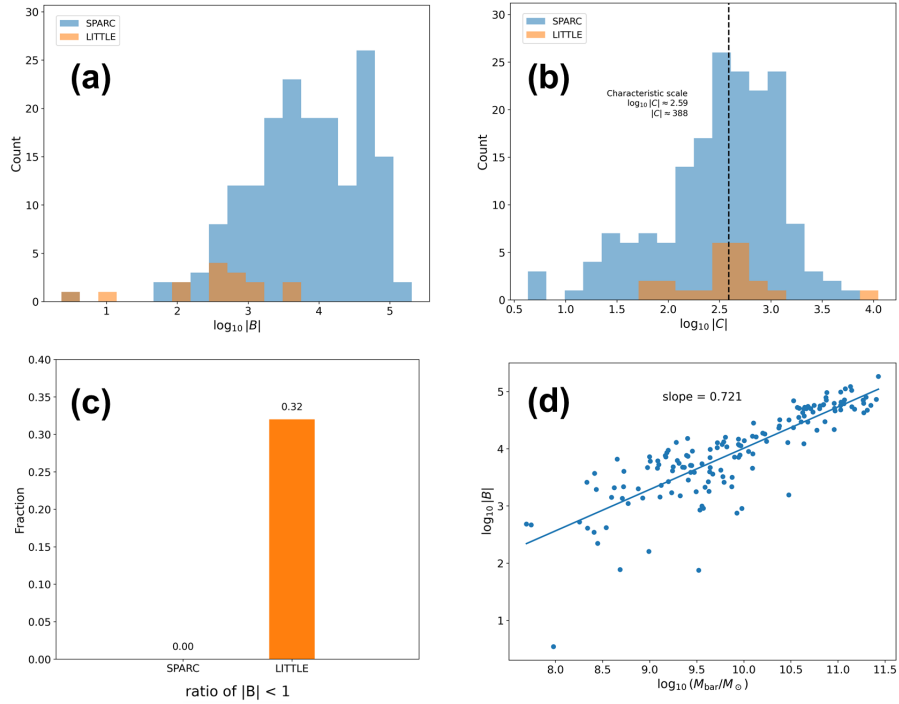 (a)
SPARC
LITTLE
30
25
20
15
10
5
0
Count
1
2
3
4
5
log₁₀ |B|
(b)
SPARC
LITTLE
Characteristic scale
log₁₀ |C| ≈ 2.59
|C| ≈ 388
30
25
20
15
10
5
0
Count
0.5
1.0
1.5
2.0
2.5
3.0
3.5
4.0
log₁₀ |C|
(c)
0.40
0.35
0.30
0.25
0.20
0.15
0.10
0.05
0.00
Fraction
0.00
0.32
SPARC
LITTLE
ratio of |B| < 1
(d)
slope = 0.721
5
4
3
2
1
log₁₀ |B|
8.0
8.5
9.0
9.5
10.0
10.5
11.0
11.5
log₁₀ (M_bar/M_⊙)